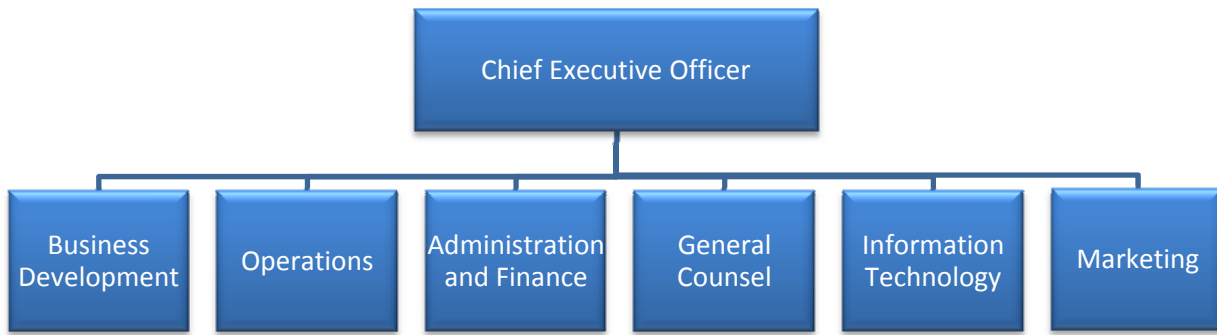 Chief Executive Officer
Business
Development
Operations
Administration
and Finance
General
Counsel
Information
Technology
Marketing